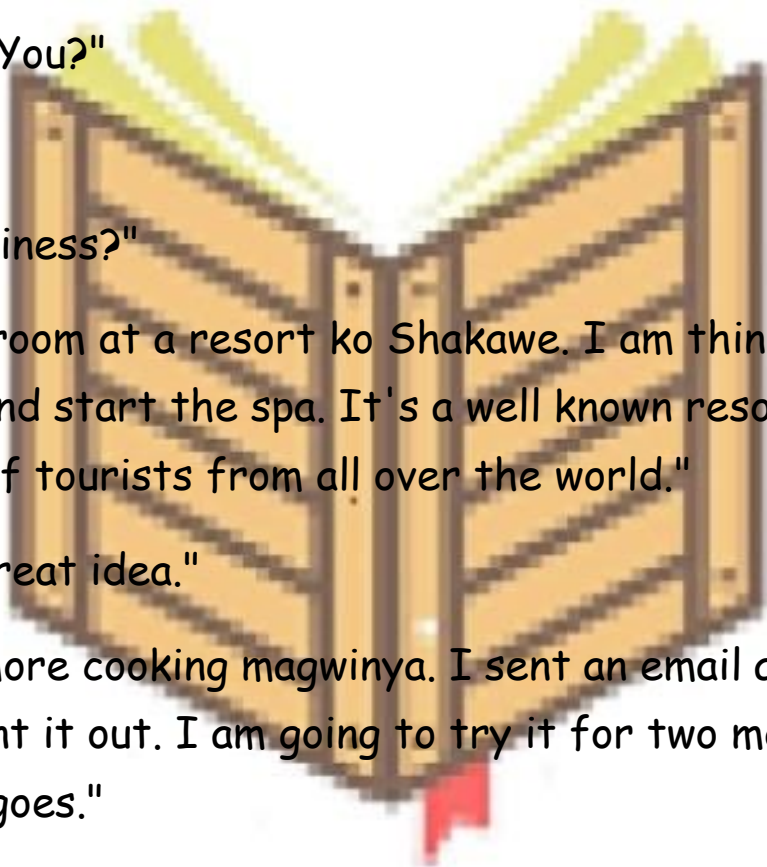 You?"
iness?"
room at a resort ko Shakawe. I am thin
nd start the spa. It's a well known reso
f tourists from all over the world."
reat idea."
ore cooking magwinya. I sent an email a
nt it out. I am going to try it for two m
goes."